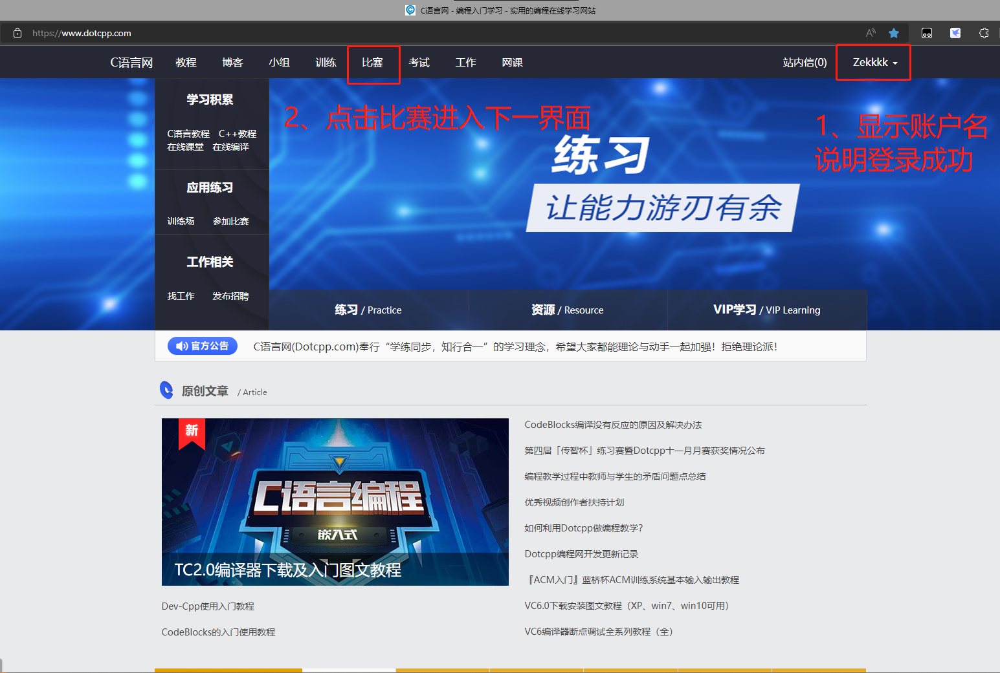 C语言网 - 编程入门学习 - 实用的编程在线学习网站
https://www.dotcpp.com
C语言网 教程 博客 小组 训练 比赛 考试 工作 网课 站内信(0) Zekkkk
学习积累
C语言教程 C++教程
在线课堂 在线编译
应用练习
训练场 参加比赛
工作相关
找工作 发布招聘
2、点击比赛进入下一界面
1、显示账户名
说明登录成功
练习
让能力游刃有余
练习 / Practice 资源 / Resource VIP学习 / VIP Learning
官方公告 C语言网(Dotcpp.com)奉行“学练同步，知行合一”的学习理念，希望大家都能理论与动手一起加强！拒绝理论派！
原创文章 / Article
新
C语言编程
嵌入式
TC2.0编译器下载及入门图文教程
Dev-Cpp使用入门教程
CodeBlocks的入门使用教程
CodeBlocks编译没有反应的原因及解决办法
第四届「传智杯」练习赛暨Dotcpp十一月月赛获奖情况公布
编程教学过程中教师与学生的矛盾问题点总结
优秀视频创作者扶持计划
如何利用Dotcpp做编程教学?
Dotcpp编程网开发更新记录
『ACM入门』蓝桥杯ACM训练系统基本输入输出教程
VC6.0下载安装图文教程（XP、win7、win10可用）
VC6编译器断点调试全系列教程（全）